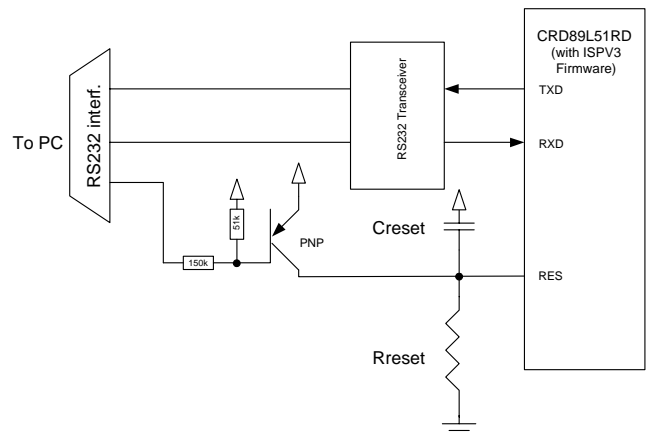 CRD89L51RD
(with ISPV3
Firmware)
TXD
RXD
RES
RS232 Transceiver
To PC
RS232 interf.
51k
150k
PNP
Creset
Rreset